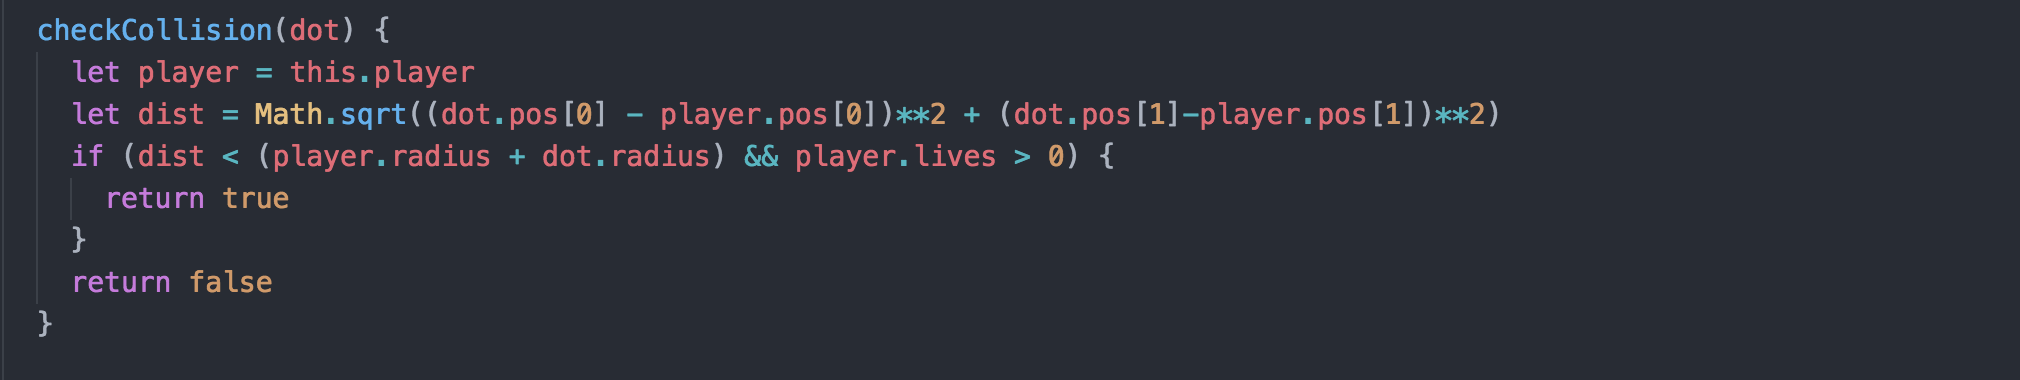 checkCollision(dot) {
  let player = this.player
  let dist = Math.sqrt((dot.pos[0] - player.pos[0])**2 + (dot.pos[1]-player.pos[1])**2)
  if (dist < (player.radius + dot.radius) && player.lives > 0) {
    return true
  }
  return false
}